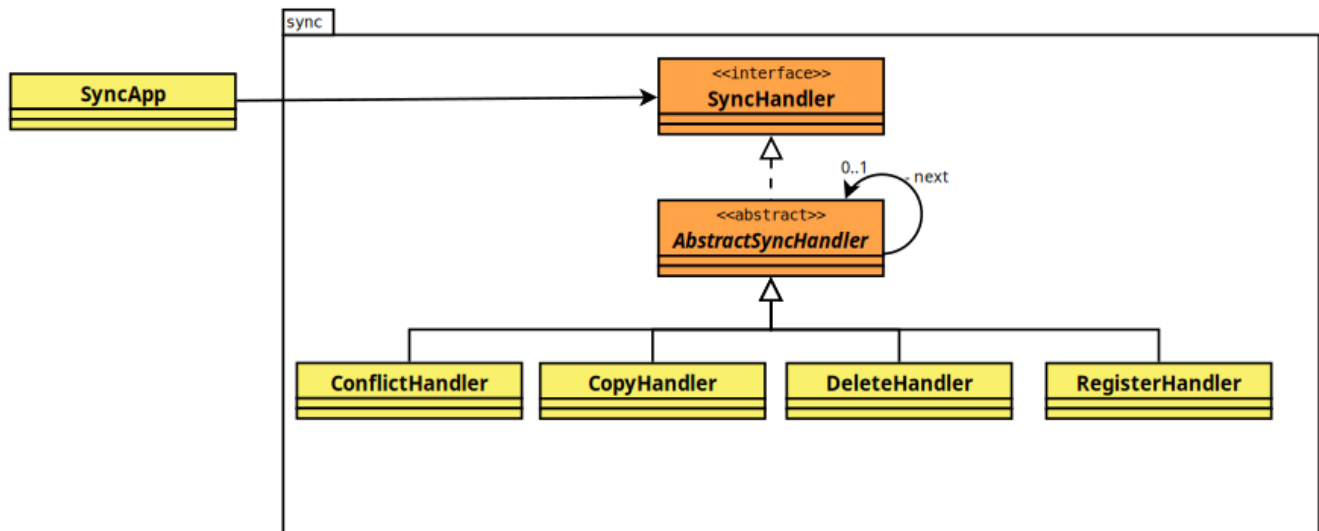 sync
SyncApp
<<interface>>
SyncHandler
0..1
- next
<<abstract>>
AbstractSyncHandler
ConflictHandler
CopyHandler
DeleteHandler
RegisterHandler